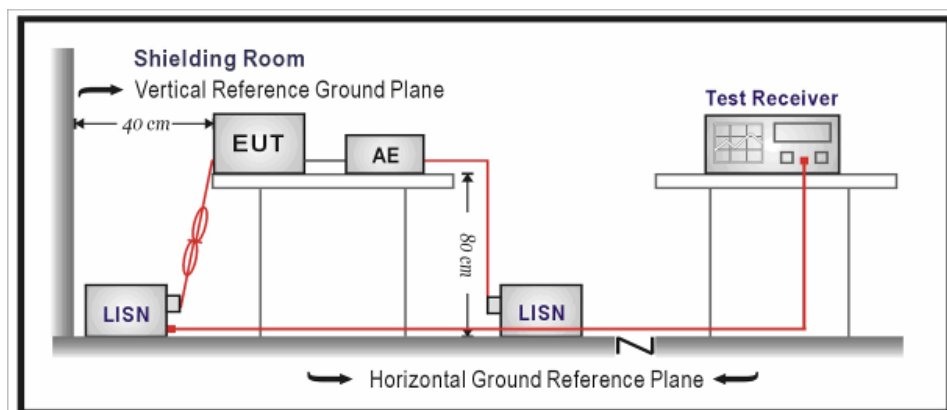 Shielding Room
Vertical Reference Ground Plane
40 cm
EUT
AE
Test Receiver
80 cm
LISN
LISN
Horizontal Ground Reference Plane